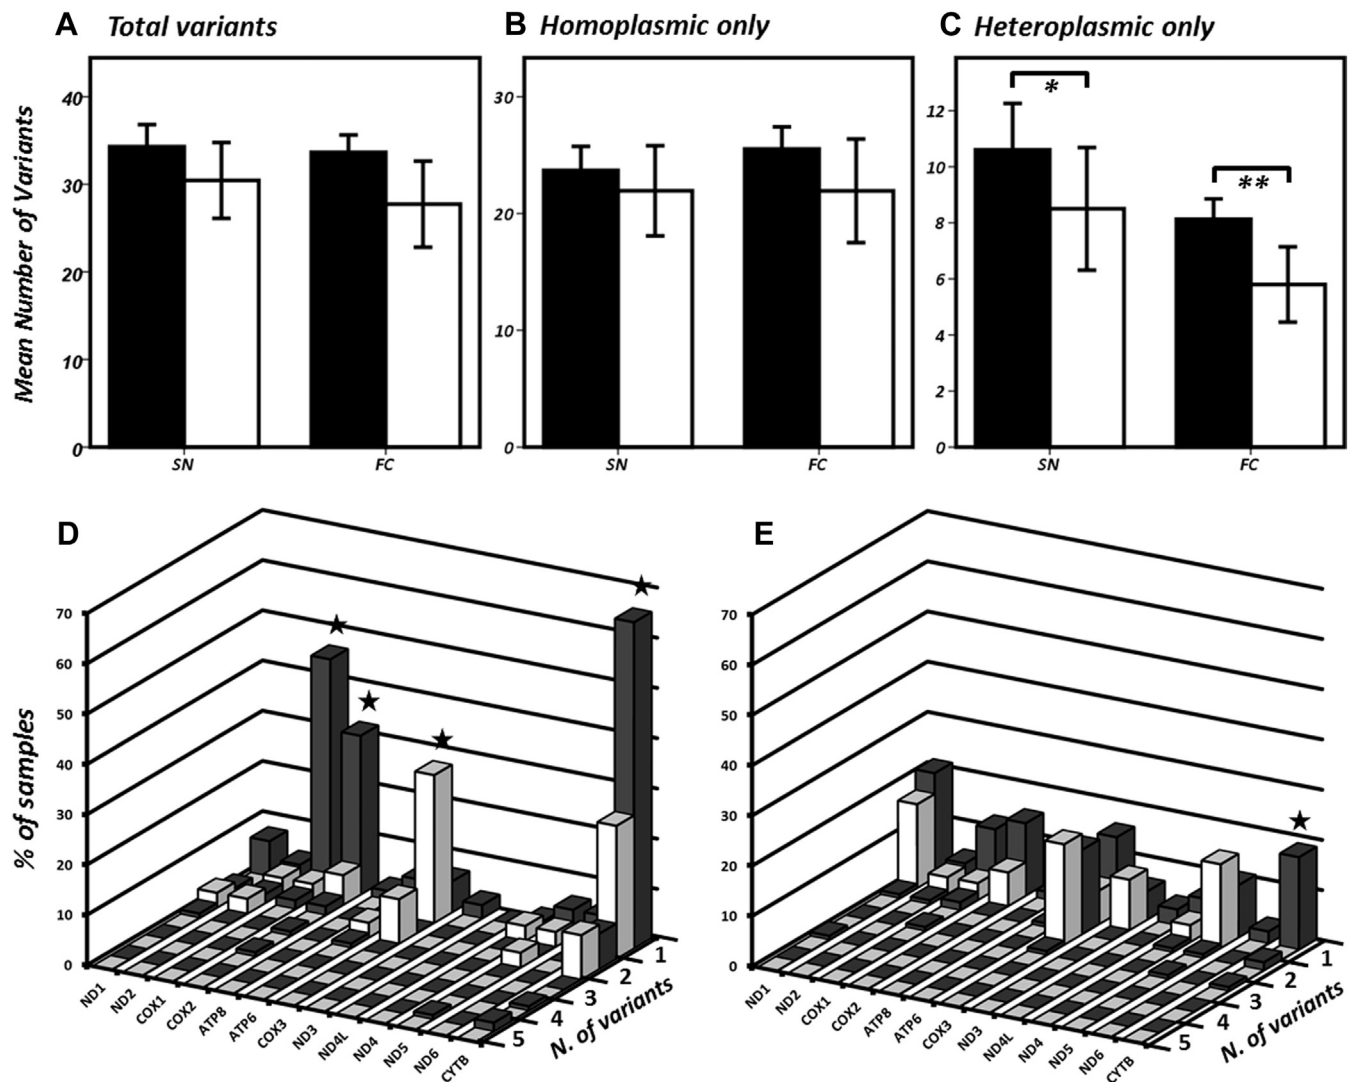 A Total variants
B Homoplasmic only
C Heteroplasmic only
Mean Number of Variants
40
30
20
10
0
SN FC
30
20
10
0
SN FC
12
10
8
6
4
2
0
* **
SN FC
D
% of samples
70
60
50
40
30
20
10
0
ND1 ND2 COX1 COX2 ATP8 ATP6 COX3 ND3 ND4L ND4 ND5 ND6 CYTB
5 4 3 2 1
N. of variants
E
70
60
50
40
30
20
10
0
ND1 ND2 COX1 COX2 ATP8 ATP6 COX3 ND3 ND4L ND4 ND5 ND6 CYTB
5 4 3 2 1
N. of variants